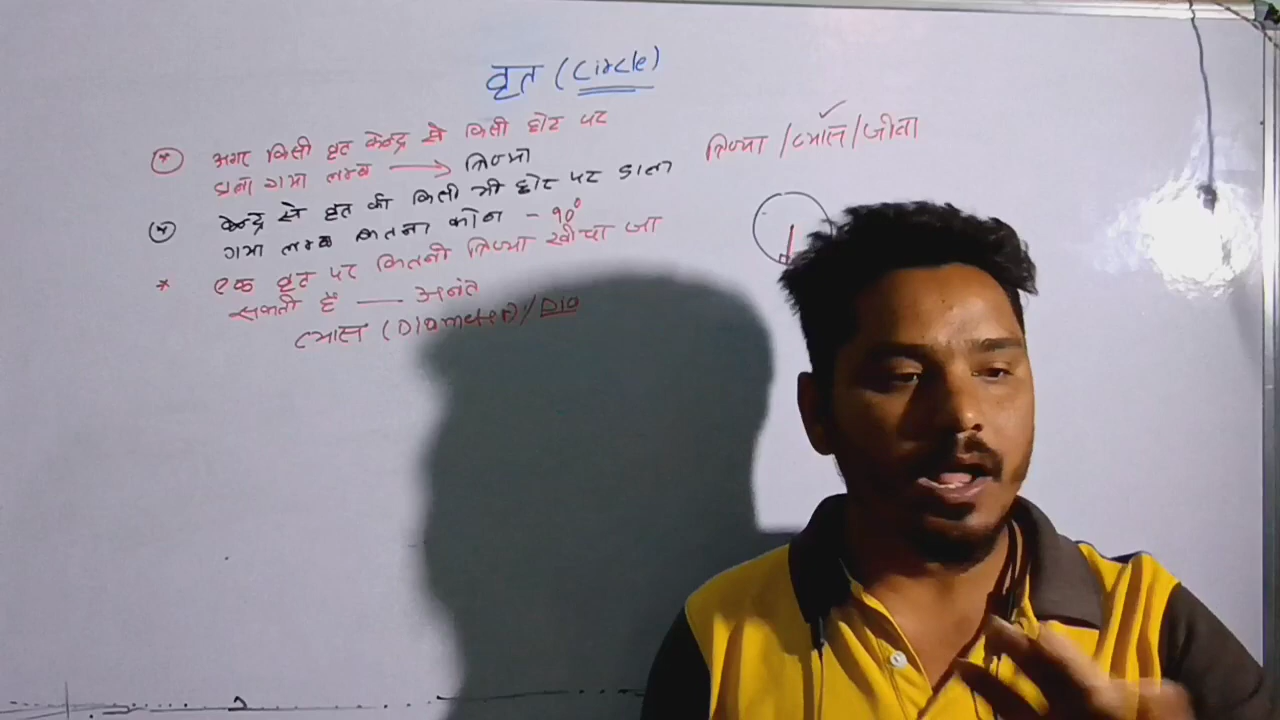 वृत (Circle)
* अगर किसी वृत केन्द्र से किसी छोर पर
डाला गया लम्ब → त्रिज्या
त्रिज्या / व्यास / जीवा
* केन्द्र से वृत की किसी भी छोर पर डाला
गया लम्ब कितना कोन - 90°
* एक वृत पर कितनी त्रिज्या खींचा जा
सकती है — अनंत
व्यास (Diameter) / Dia